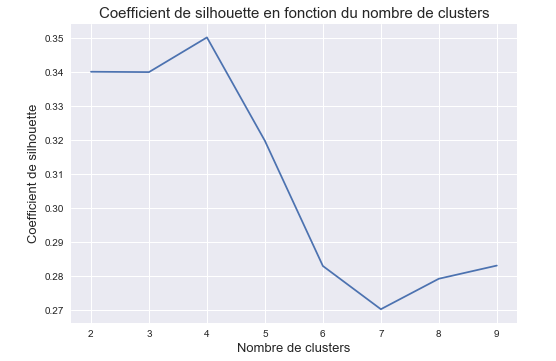 Coefficient de silhouette en fonction du nombre de clusters
0.35
0.34
0.33
0.32
0.31
0.30
0.29
0.28
0.27
Coefficient de silhouette
2 3 4 5 6 7 8 9
Nombre de clusters